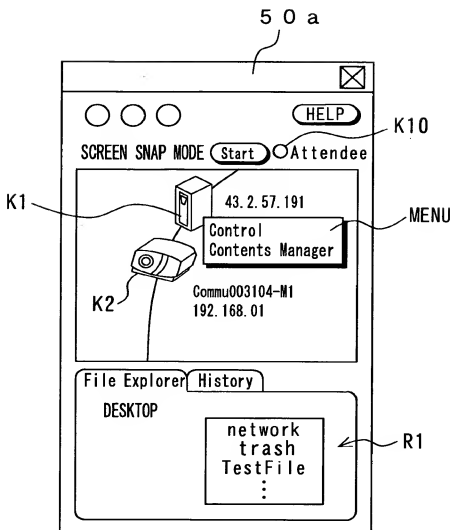 50a
HELP
K10
SCREEN SNAP MODE Start Attendee
K1
43.2.57.191
MENU
Control
Contents Manager
K2
Commu003104-M1
192.168.01
File Explorer History
DESKTOP
network
trash
TestFile
⋮
R1